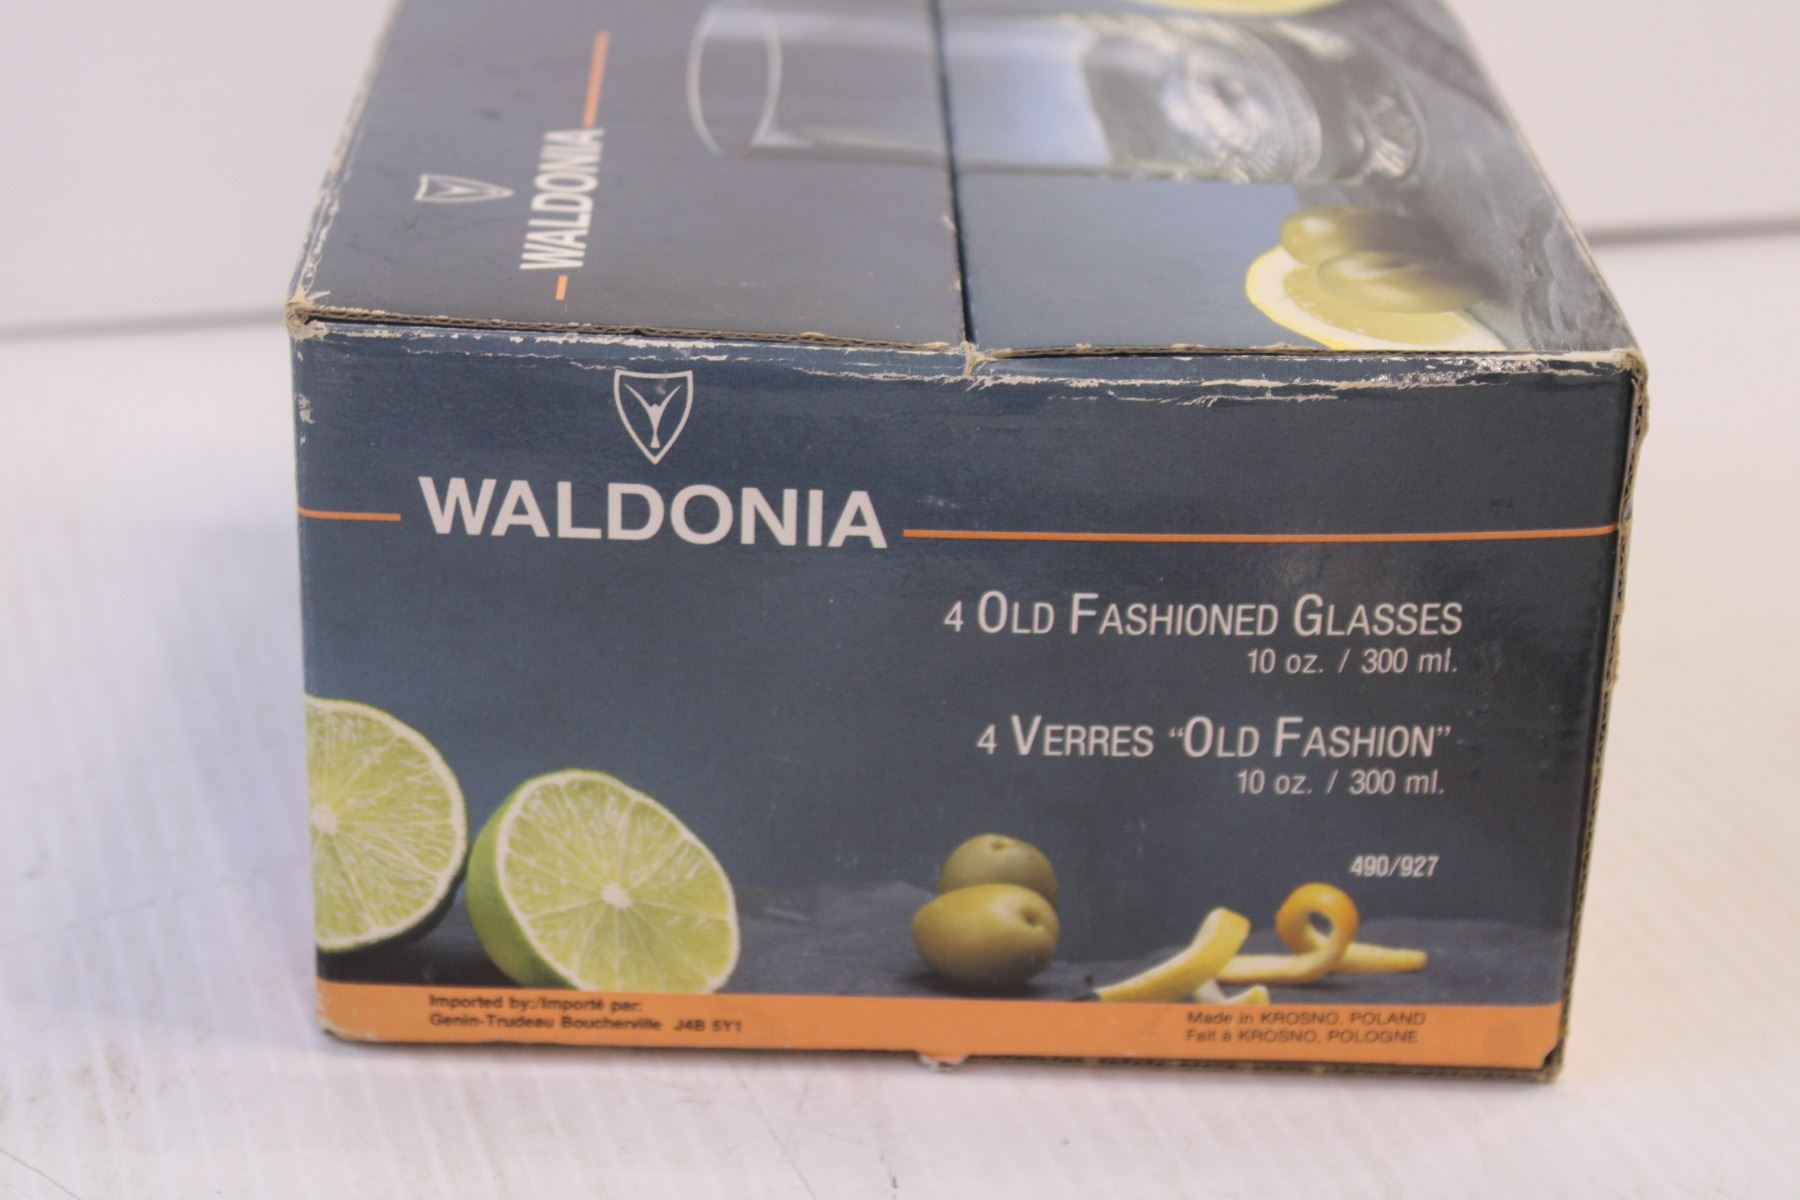 WALDONIA
WALDONIA
4 OLD FASHIONED GLASSES
10 oz. / 300 ml.
4 VERRES “OLD FASHION”
10 oz. / 300 ml.
490/927
Imported by:/Importé par:
Genin-Trudeau Boucherville J4B 5Y1
Made in KROSNO, POLAND
Fait à KROSNO, POLOGNE